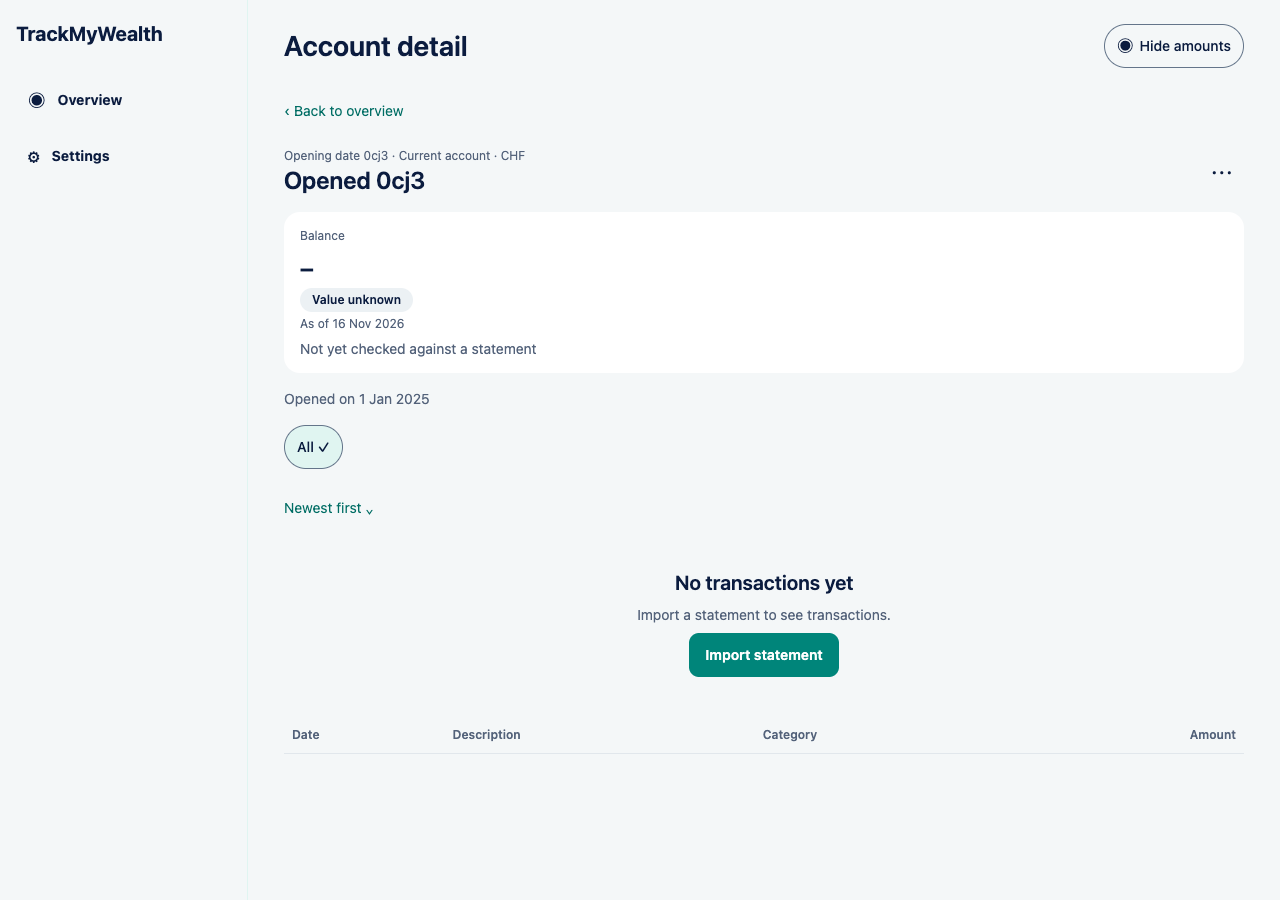 TrackMyWealth
Overview
⚙ Settings
Account detail
Hide amounts
‹ Back to overview
Opening date 0cj3 · Current account · CHF
Opened 0cj3
···
Balance
–
Value unknown
As of 16 Nov 2026
Not yet checked against a statement
Opened on 1 Jan 2025
All ✓
Newest first ⌄
No transactions yet
Import a statement to see transactions.
Import statement
Date Description Category Amount